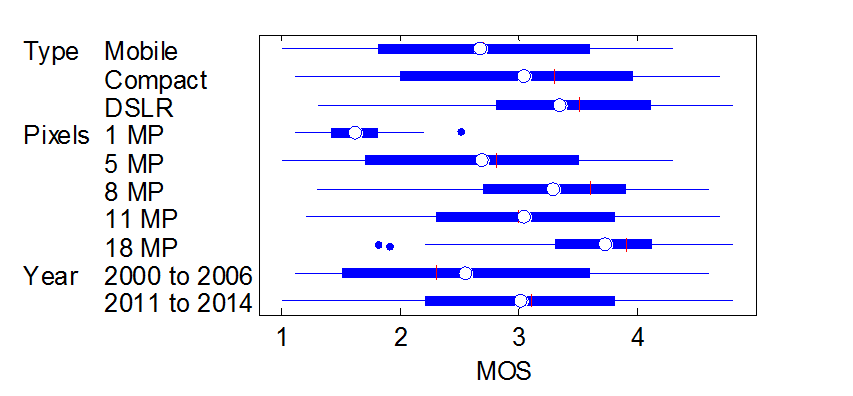 Type Mobile
Compact
DSLR
Pixels 1 MP
5 MP
8 MP
11 MP
18 MP
Year 2000 to 2006
2011 to 2014
1 2 3 4
MOS